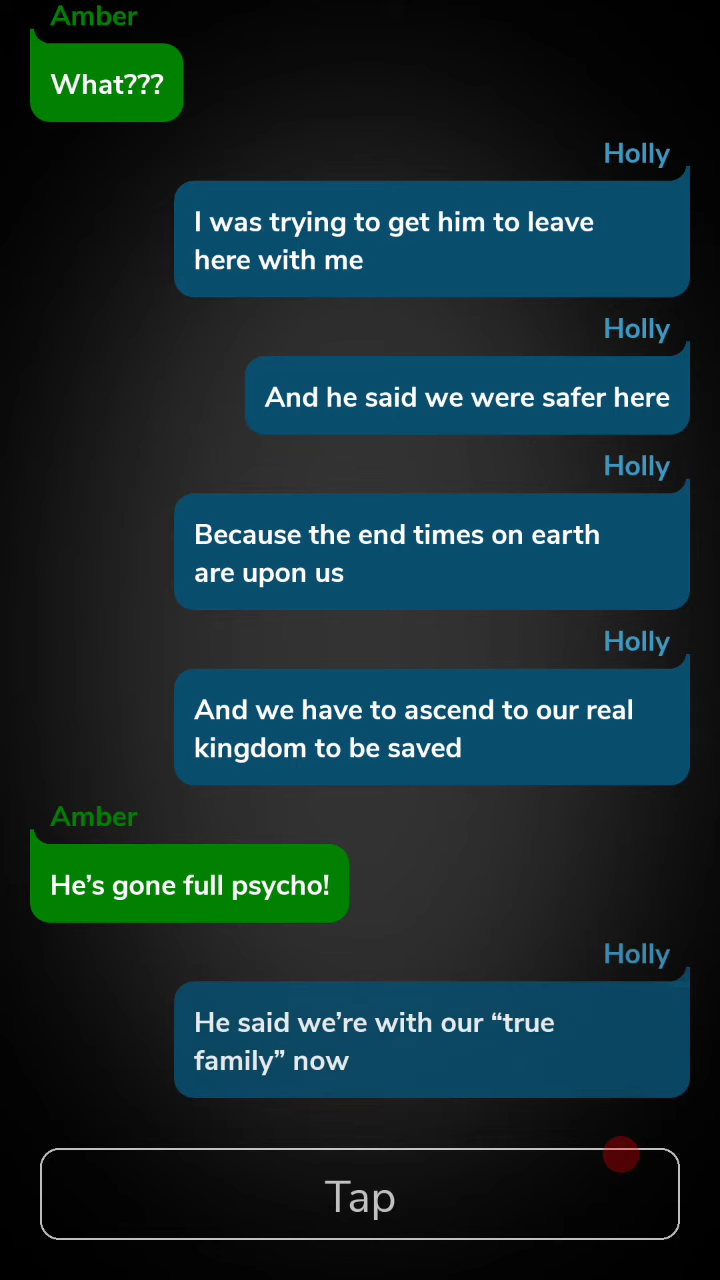 Amber
What???
Holly
I was trying to get him to leave
here with me
Holly
And he said we were safer here
Holly
Because the end times on earth
are upon us
Holly
And we have to ascend to our real
kingdom to be saved
Amber
He’s gone full psycho!
Holly
He said we’re with our “true
family” now
Tap